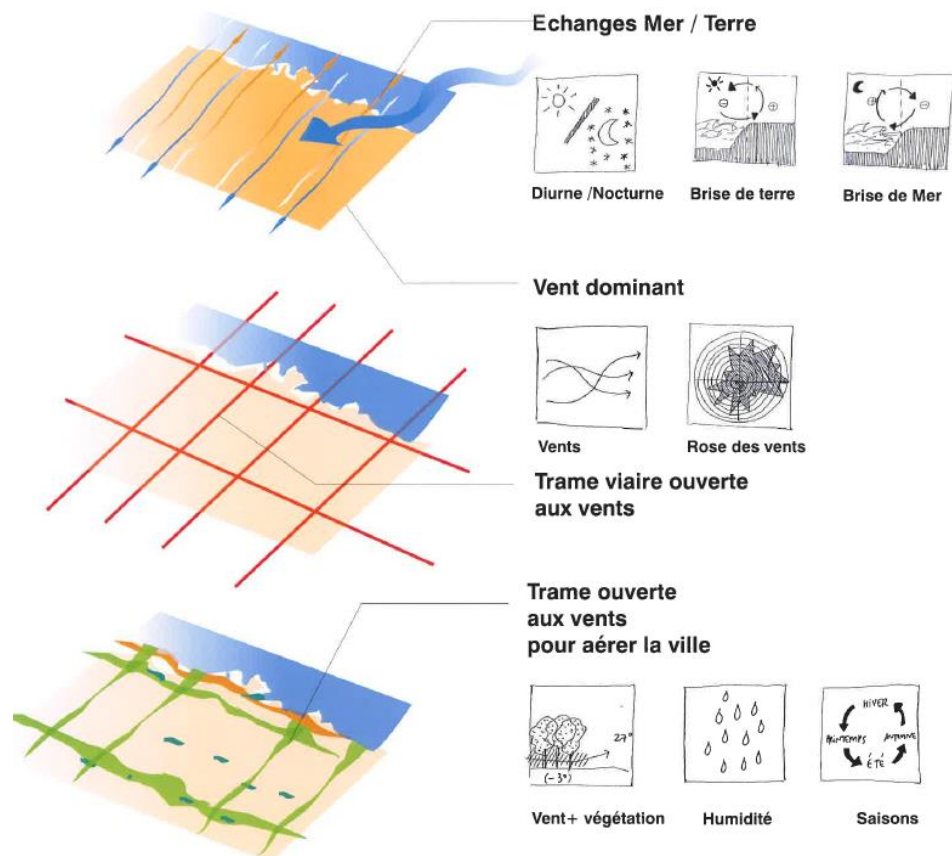 Echanges Mer / Terre
Diurne /Nocturne
Brise de terre
Brise de Mer
Vent dominant
Vents
Rose des vents
Trame viaire ouverte
aux vents
Trame ouverte
aux vents
pour aérer la ville
27°
(-3°)
HIVER
PRINTEMPS
AUTOMNE
ÉTÉ
Vent+ végétation
Humidité
Saisons